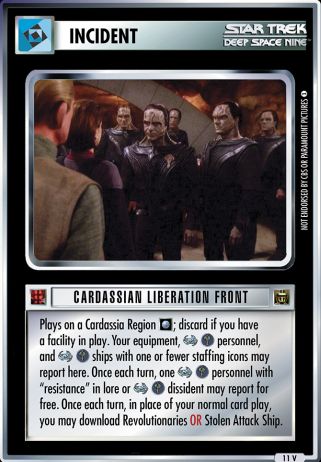 INCIDENT
STAR TREK
DEEP SPACE NINE
NOT ENDORSED BY CBS OR PARAMOUNT PICTURES
CARDASSIAN LIBERATION FRONT
Plays on a Cardassia Region ; discard if you have
a facility in play. Your equipment, personnel,
and ships with one or fewer staffing icons may
report here. Once each turn, one personnel with
"resistance" in lore or dissident may report for
free. Once each turn, in place of your normal card play,
you may download Revolutionaries OR Stolen Attack Ship.
11 V